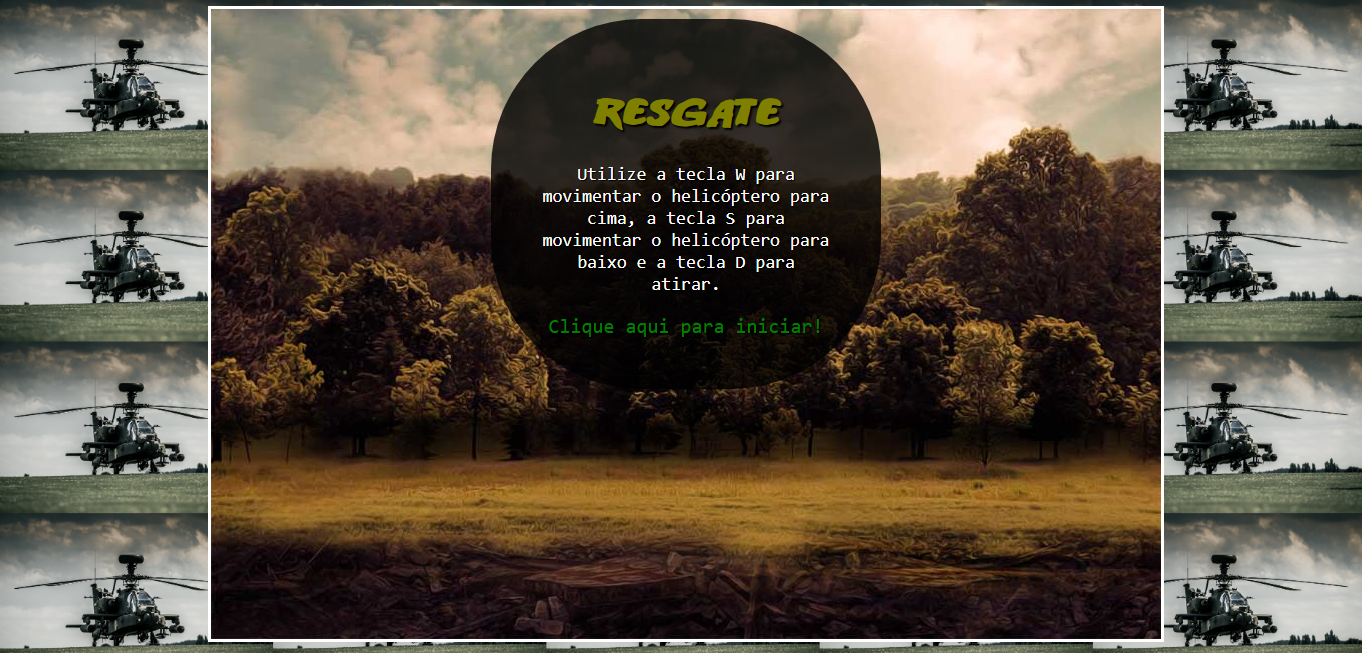 RESGATE
Utilize a tecla W para
movimentar o helicóptero para
cima, a tecla S para
movimentar o helicóptero para
baixo e a tecla D para
atirar.
Clique aqui para iniciar!